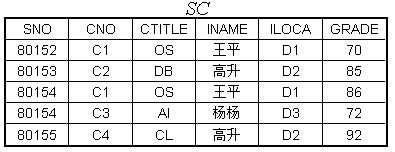 SC
SNO CNO CTITLE INAME ILOCA GRADE
80152 C1 OS 王平 D1 70
80153 C2 DB 高升 D2 85
80154 C1 OS 王平 D1 86
80154 C3 AI 杨杨 D3 72
80155 C4 CL 高升 D2 92